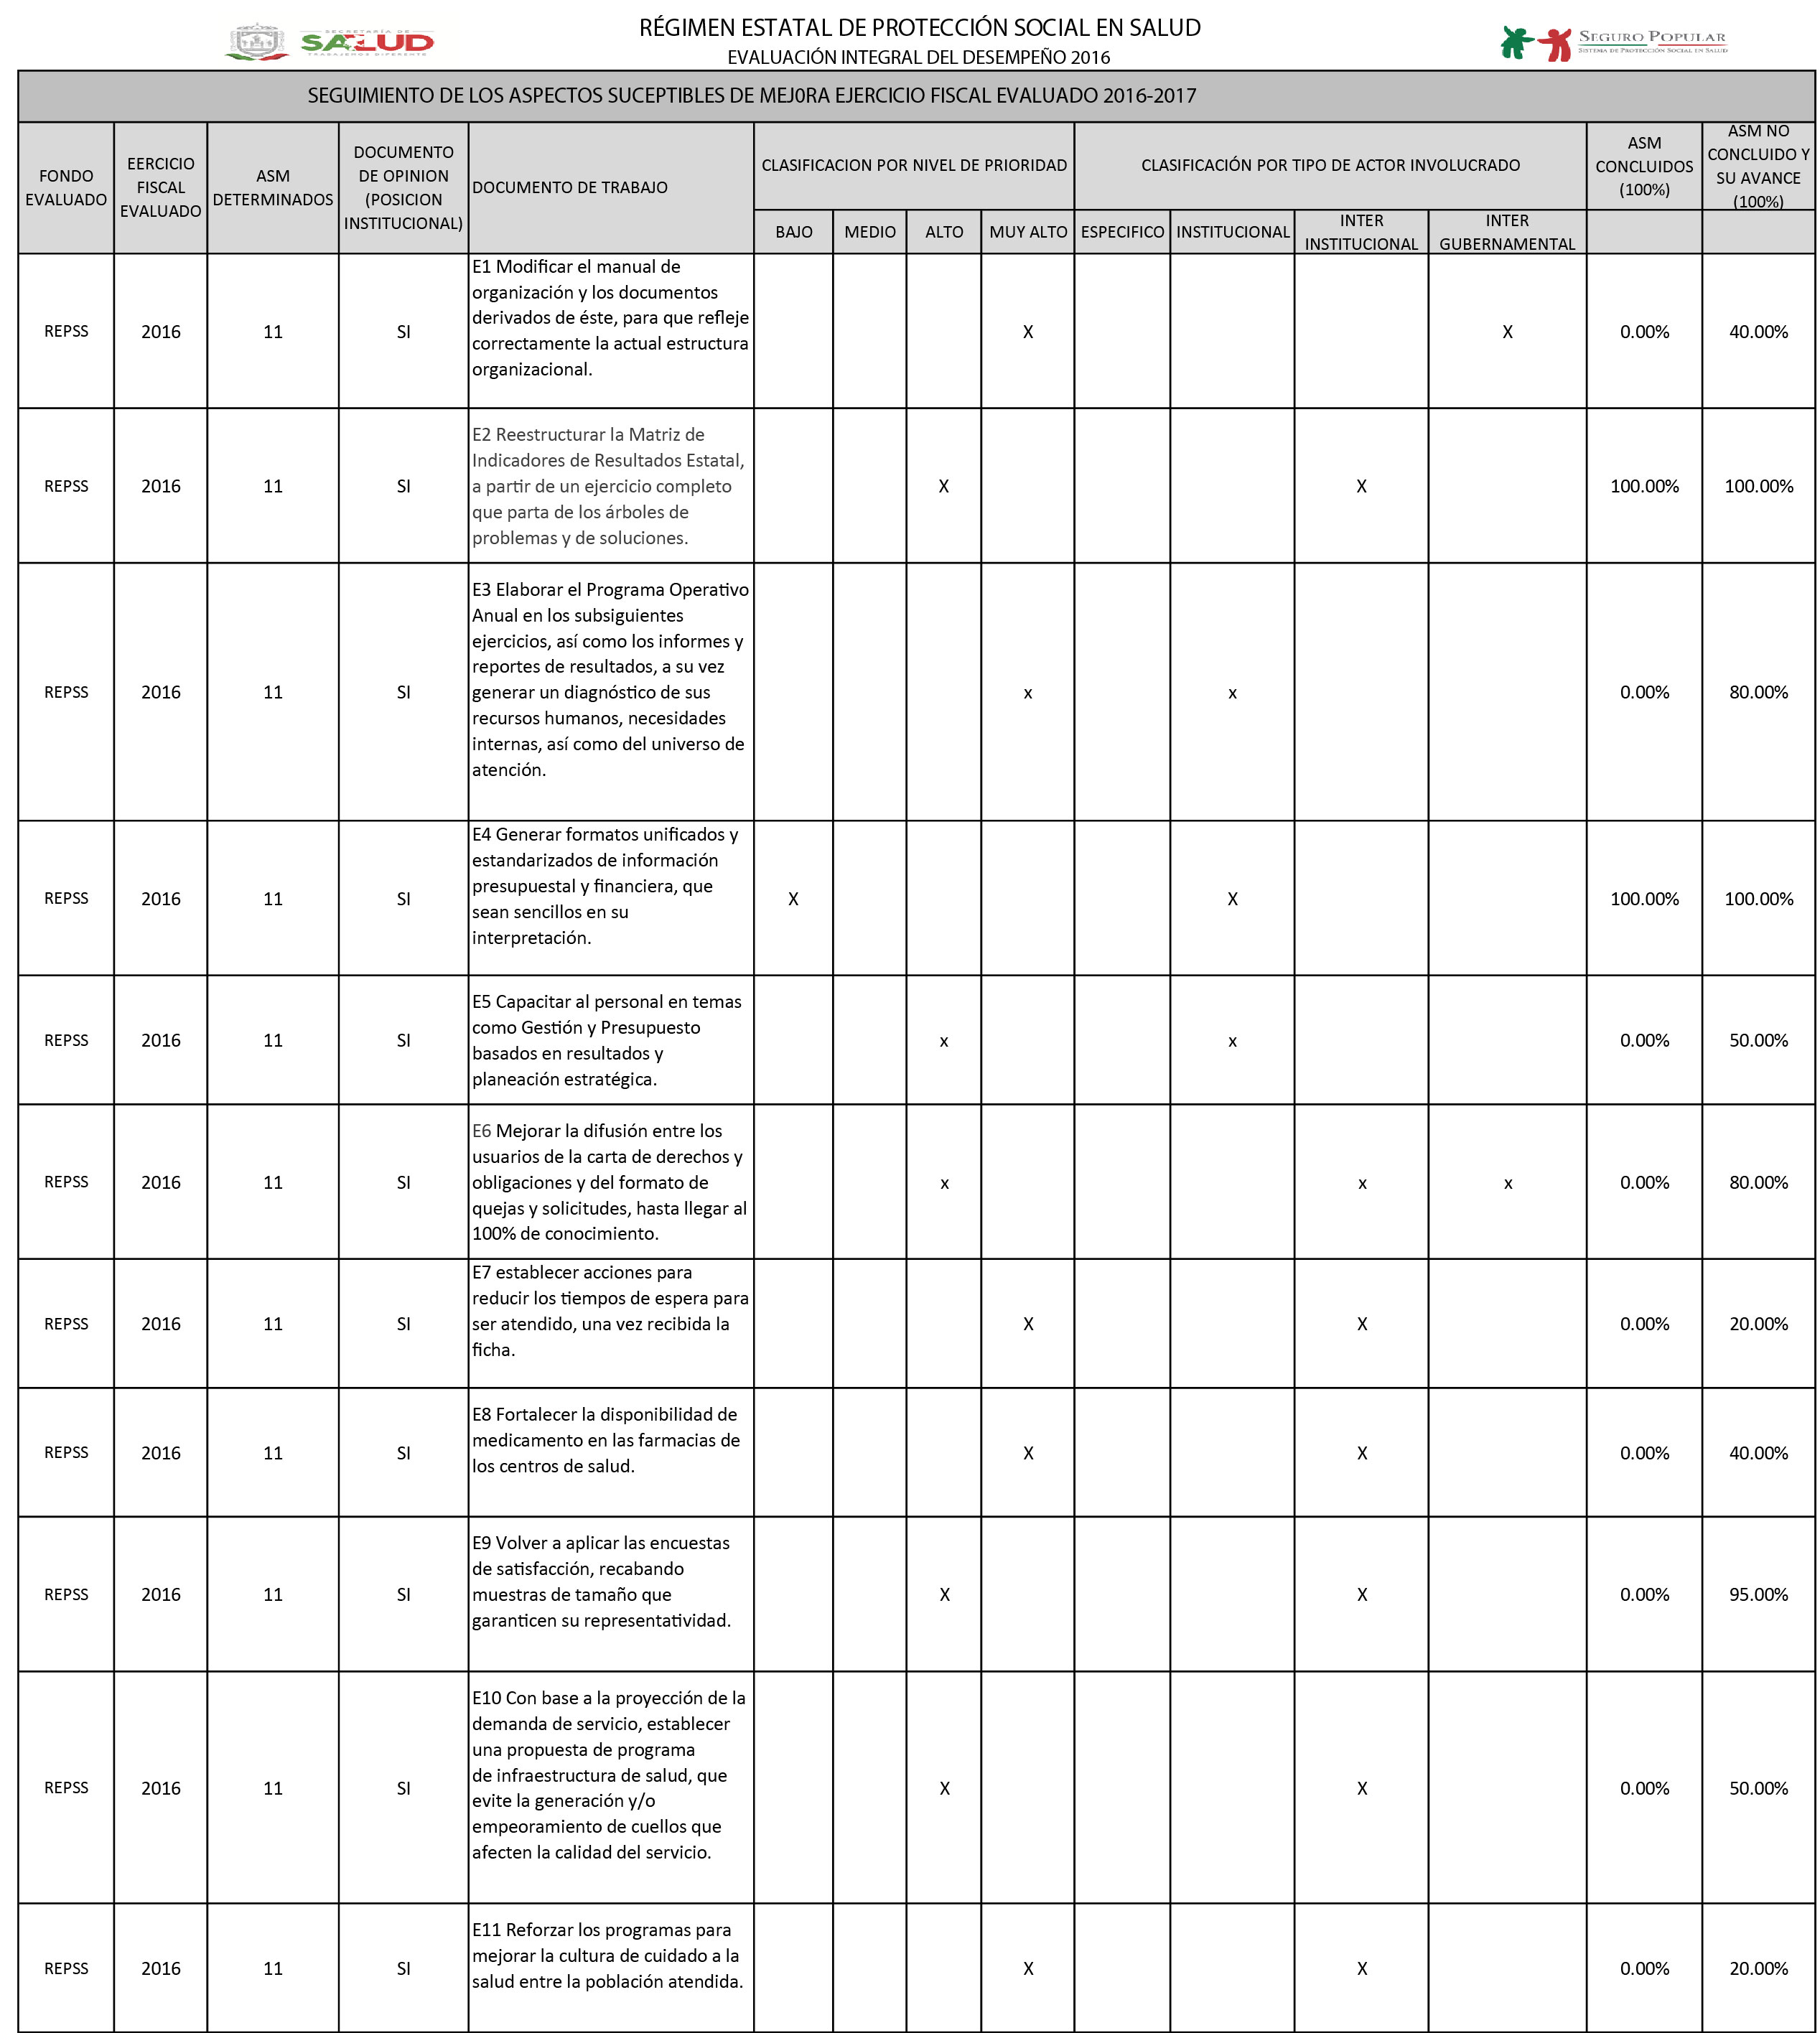 SECRETARÍA DE
SALUD
TRABAJEMOS DIFERENTE
RÉGIMEN ESTATAL DE PROTECCIÓN SOCIAL EN SALUD
EVALUACIÓN INTEGRAL DEL DESEMPEÑO 2016
SEGURO POPULAR
SISTEMA DE PROTECCIÓN SOCIAL EN SALUD
SEGUIMIENTO DE LOS ASPECTOS SUCEPTIBLES DE MEJ0RA EJERCICIO FISCAL EVALUADO 2016-2017
FONDO
EVALUADO
EERCICIO
FISCAL
EVALUADO
ASM
DETERMINADOS
DOCUMENTO
DE OPINION
(POSICION
INSTITUCIONAL)
DOCUMENTO DE TRABAJO
CLASIFICACION POR NIVEL DE PRIORIDAD
CLASIFICACIÓN POR TIPO DE ACTOR INVOLUCRADO
ASM
CONCLUIDOS
(100%)
ASM NO
CONCLUIDO Y
SU AVANCE
(100%)
BAJO
MEDIO
ALTO
MUY ALTO
ESPECIFICO
INSTITUCIONAL
INTER
INSTITUCIONAL
INTER
GUBERNAMENTAL
REPSS
2016
11
SI
E1 Modificar el manual de
organización y los documentos
derivados de éste, para que refleje
correctamente la actual estructura
organizacional.
X
X
0.00%
40.00%
REPSS
2016
11
SI
E2 Reestructurar la Matriz de
Indicadores de Resultados Estatal,
a partir de un ejercicio completo
que parta de los árboles de
problemas y de soluciones.
X
X
100.00%
100.00%
REPSS
2016
11
SI
E3 Elaborar el Programa Operativo
Anual en los subsiguientes
ejercicios, así como los informes y
reportes de resultados, a su vez
generar un diagnóstico de sus
recursos humanos, necesidades
internas, así como del universo de
atención.
x
x
0.00%
80.00%
REPSS
2016
11
SI
E4 Generar formatos unificados y
estandarizados de información
presupuestal y financiera, que
sean sencillos en su
interpretación.
X
X
100.00%
100.00%
REPSS
2016
11
SI
E5 Capacitar al personal en temas
como Gestión y Presupuesto
basados en resultados y
planeación estratégica.
x
x
0.00%
50.00%
REPSS
2016
11
SI
E6 Mejorar la difusión entre los
usuarios de la carta de derechos y
obligaciones y del formato de
quejas y solicitudes, hasta llegar al
100% de conocimiento.
x
x
x
0.00%
80.00%
REPSS
2016
11
SI
E7 establecer acciones para
reducir los tiempos de espera para
ser atendido, una vez recibida la
ficha.
X
X
0.00%
20.00%
REPSS
2016
11
SI
E8 Fortalecer la disponibilidad de
medicamento en las farmacias de
los centros de salud.
X
X
0.00%
40.00%
REPSS
2016
11
SI
E9 Volver a aplicar las encuestas
de satisfacción, recabando
muestras de tamaño que
garanticen su representatividad.
X
X
0.00%
95.00%
REPSS
2016
11
SI
E10 Con base a la proyección de la
demanda de servicio, establecer
una propuesta de programa
de infraestructura de salud, que
evite la generación y/o
empeoramiento de cuellos que
afecten la calidad del servicio.
X
X
0.00%
50.00%
REPSS
2016
11
SI
E11 Reforzar los programas para
mejorar la cultura de cuidado a la
salud entre la población atendida.
X
X
0.00%
20.00%